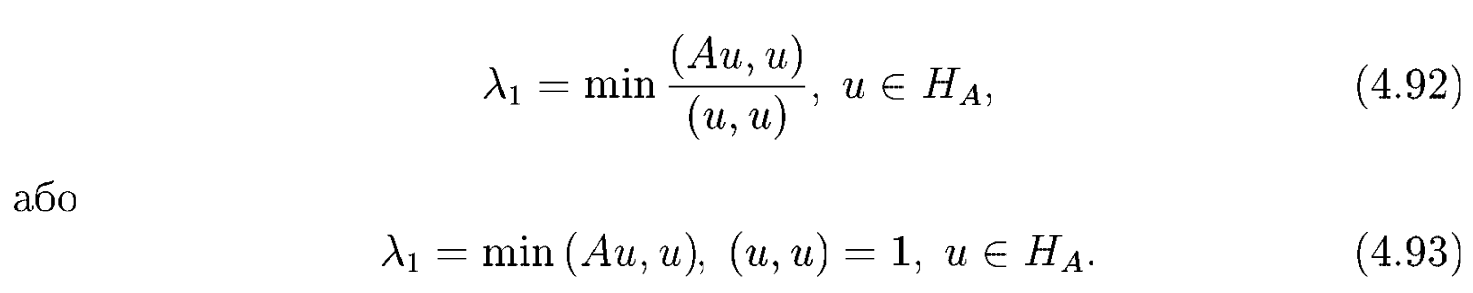 λ₁ = min (Au, u) / (u, u), u ∈ H_A, (4.92)
або
λ₁ = min (Au, u), (u, u) = 1, u ∈ H_A. (4.93)